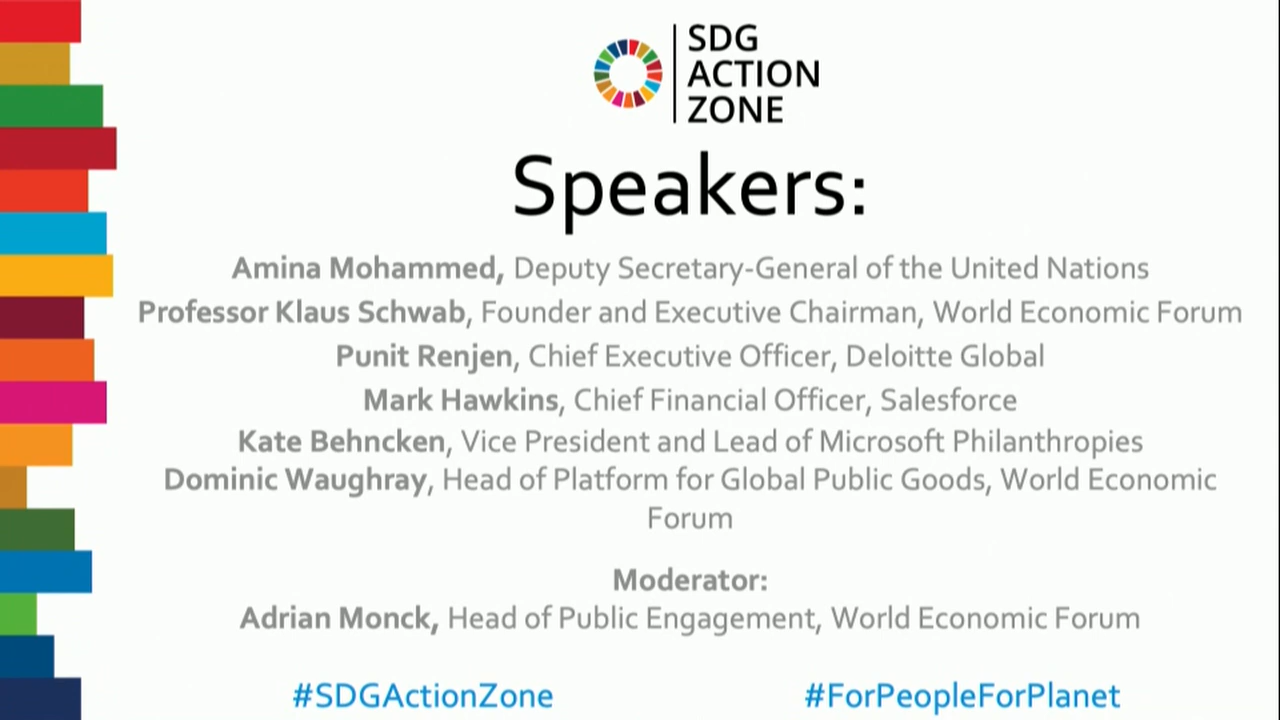 SDG
ACTION
ZONE
Speakers:
Amina Mohammed, Deputy Secretary-General of the United Nations
Professor Klaus Schwab, Founder and Executive Chairman, World Economic Forum
Punit Renjen, Chief Executive Officer, Deloitte Global
Mark Hawkins, Chief Financial Officer, Salesforce
Kate Behncken, Vice President and Lead of Microsoft Philanthropies
Dominic Waughray, Head of Platform for Global Public Goods, World Economic
Forum
Moderator:
Adrian Monck, Head of Public Engagement, World Economic Forum
#SDGActionZone #ForPeopleForPlanet